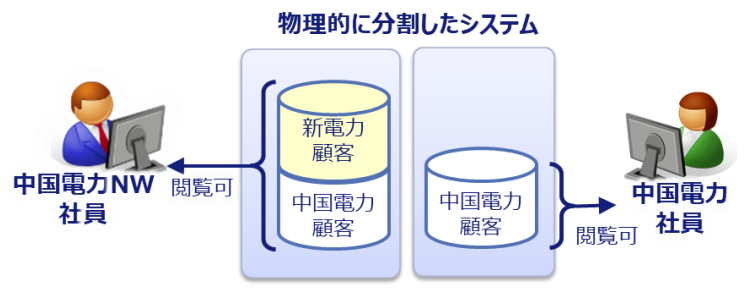 物理的に分割したシステム
中国電力NW
社員
閲覧可
新電力
顧客
中国電力
顧客
中国電力
顧客
閲覧可
中国電力
社員